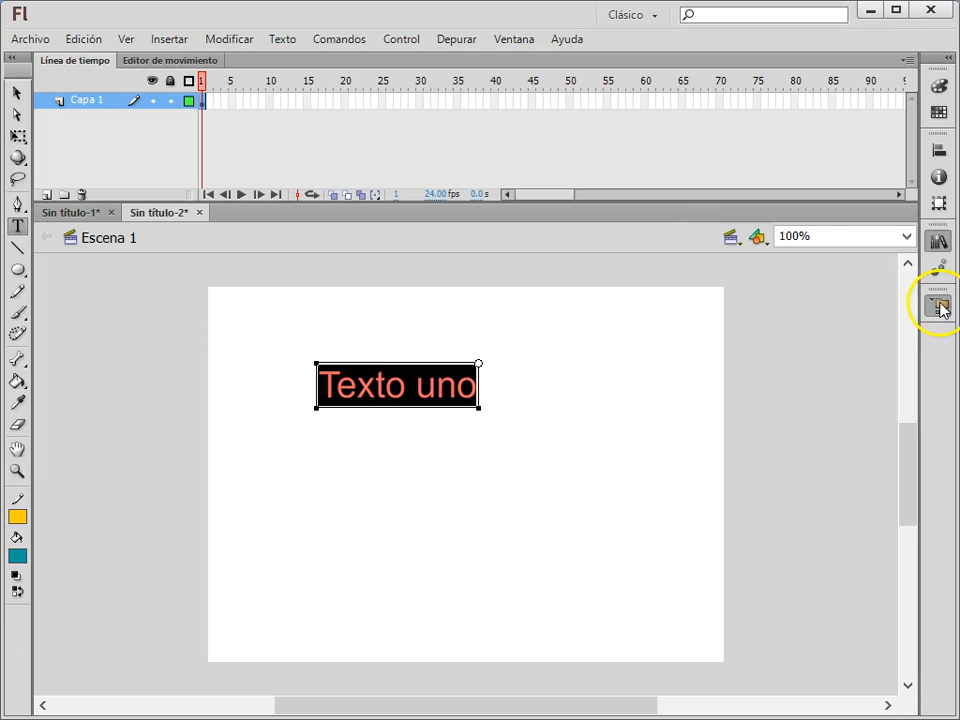 Fl
Clásico
Archivo Edición Ver Insertar Modificar Texto Comandos Control Depurar Ventana Ayuda
Línea de tiempo Editor de movimiento
1 5 10 15 20 25 30 35 40 45 50 55 60 65 70 75 80 85 90 9
Capa 1
1 24.00 fps 0.0 s
Sin título-1* × Sin título-2* ×
Escena 1 100%
Texto uno
T